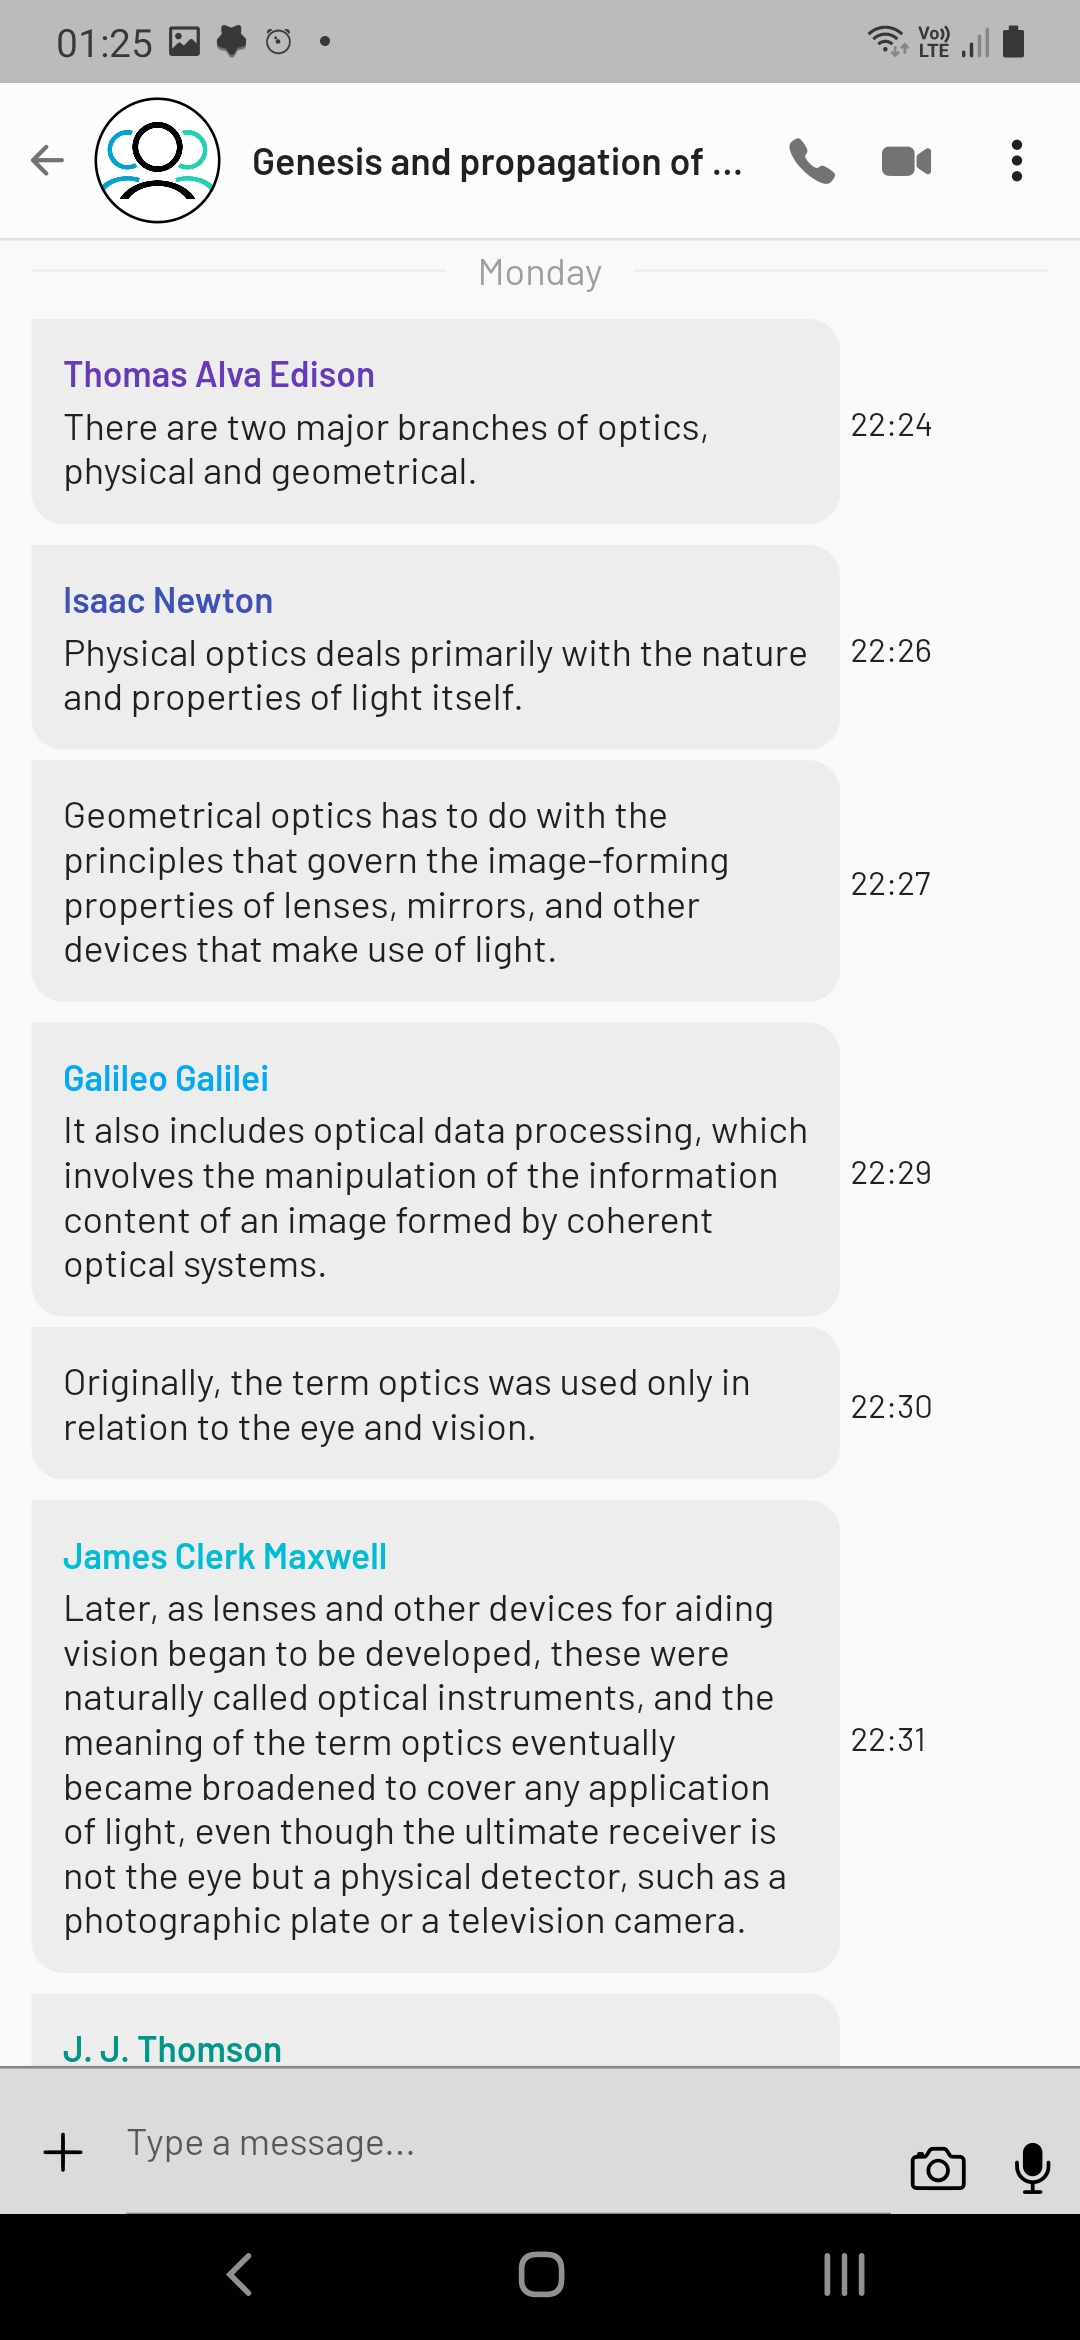 01:25
Vo)) LTE
Genesis and propagation of ...
Monday
Thomas Alva Edison
There are two major branches of optics,
physical and geometrical.
22:24
Isaac Newton
Physical optics deals primarily with the nature
and properties of light itself.
22:26
Geometrical optics has to do with the
principles that govern the image-forming
properties of lenses, mirrors, and other
devices that make use of light.
22:27
Galileo Galilei
It also includes optical data processing, which
involves the manipulation of the information
content of an image formed by coherent
optical systems.
22:29
Originally, the term optics was used only in
relation to the eye and vision.
22:30
James Clerk Maxwell
Later, as lenses and other devices for aiding
vision began to be developed, these were
naturally called optical instruments, and the
meaning of the term optics eventually
became broadened to cover any application
of light, even though the ultimate receiver is
not the eye but a physical detector, such as a
photographic plate or a television camera.
22:31
J. J. Thomson
Type a message...